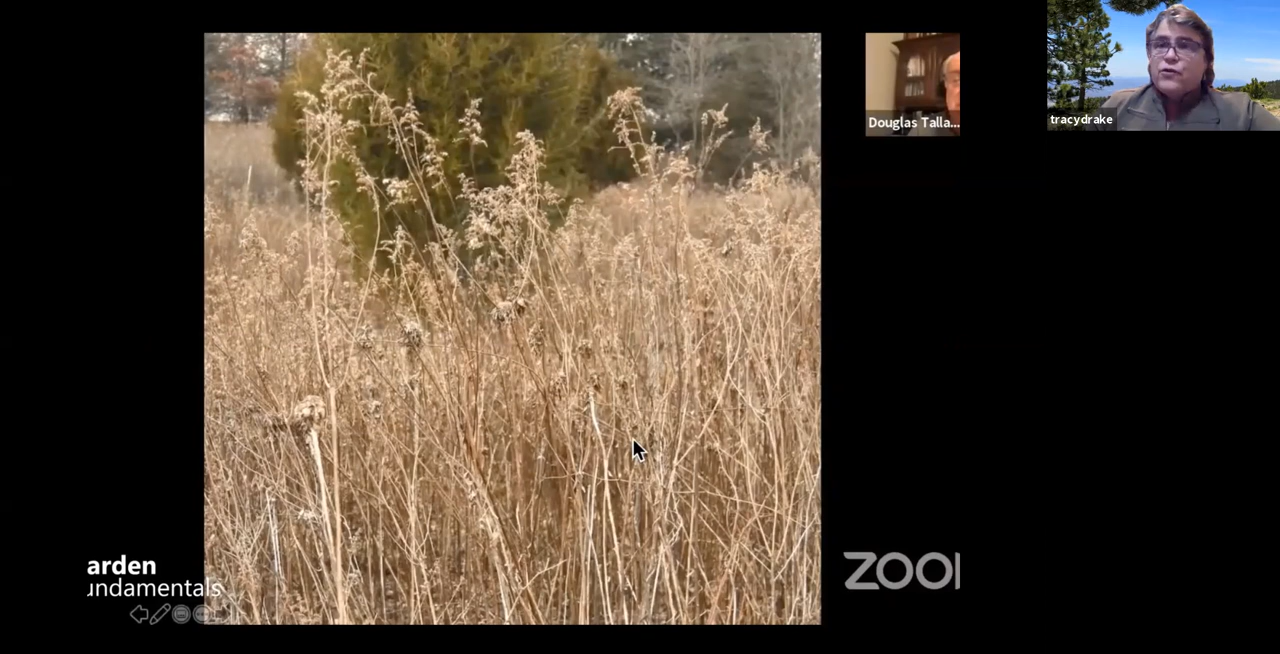 Douglas Talla...
tracydrake
arden
undamentals
ZOO